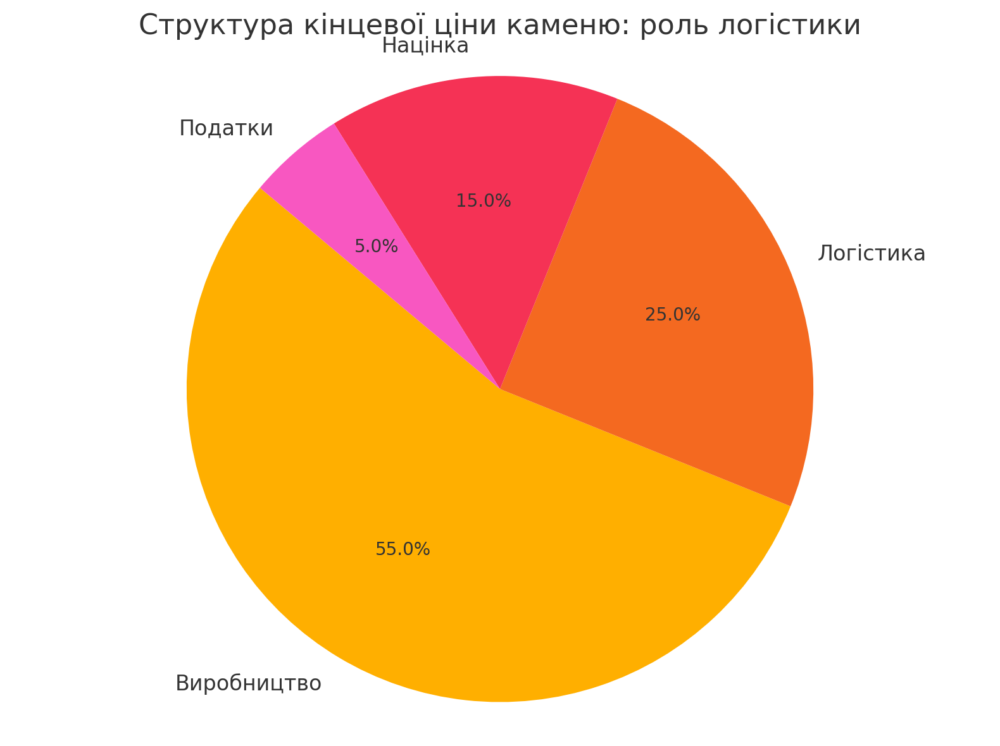 Структура кінцевої ціни каменю: роль логістики
Націнка
Податки
15.0%
5.0%
Логістика
25.0%
55.0%
Виробництво